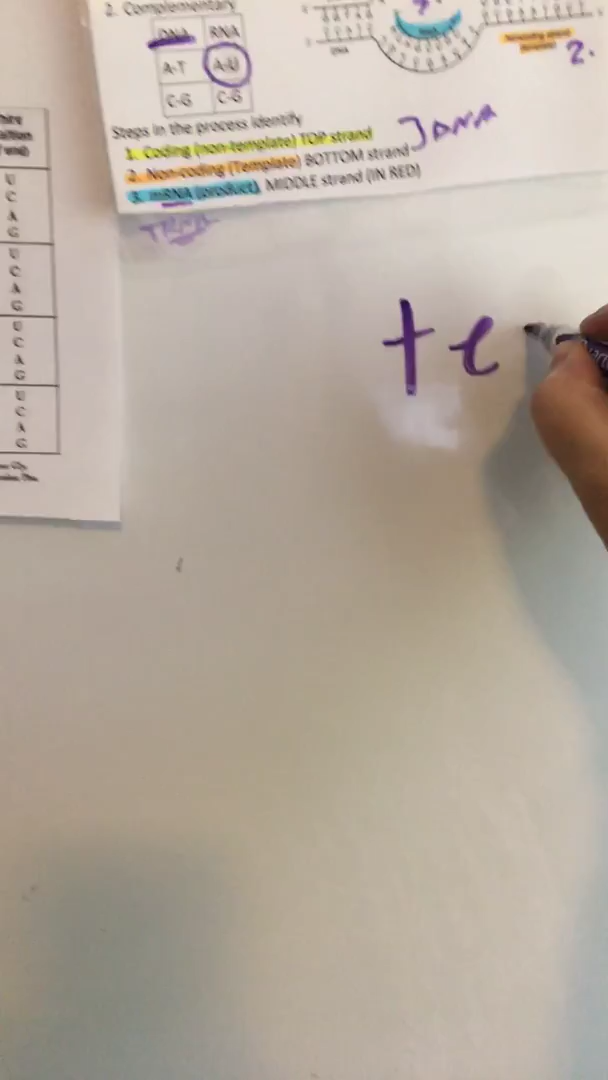 2. Complementary
DNA RNA
A-T A-U
C-G C-G
2.
Steps in the process identify
1. Coding (non-template) TOP strand
2. Non-coding (Template) BOTTOM strand
3. mRNA (product) MIDDLE strand (IN RED)
DNA
U
C
A
G
U
C
A
G
U
C
A
G
U
C
A
G
te